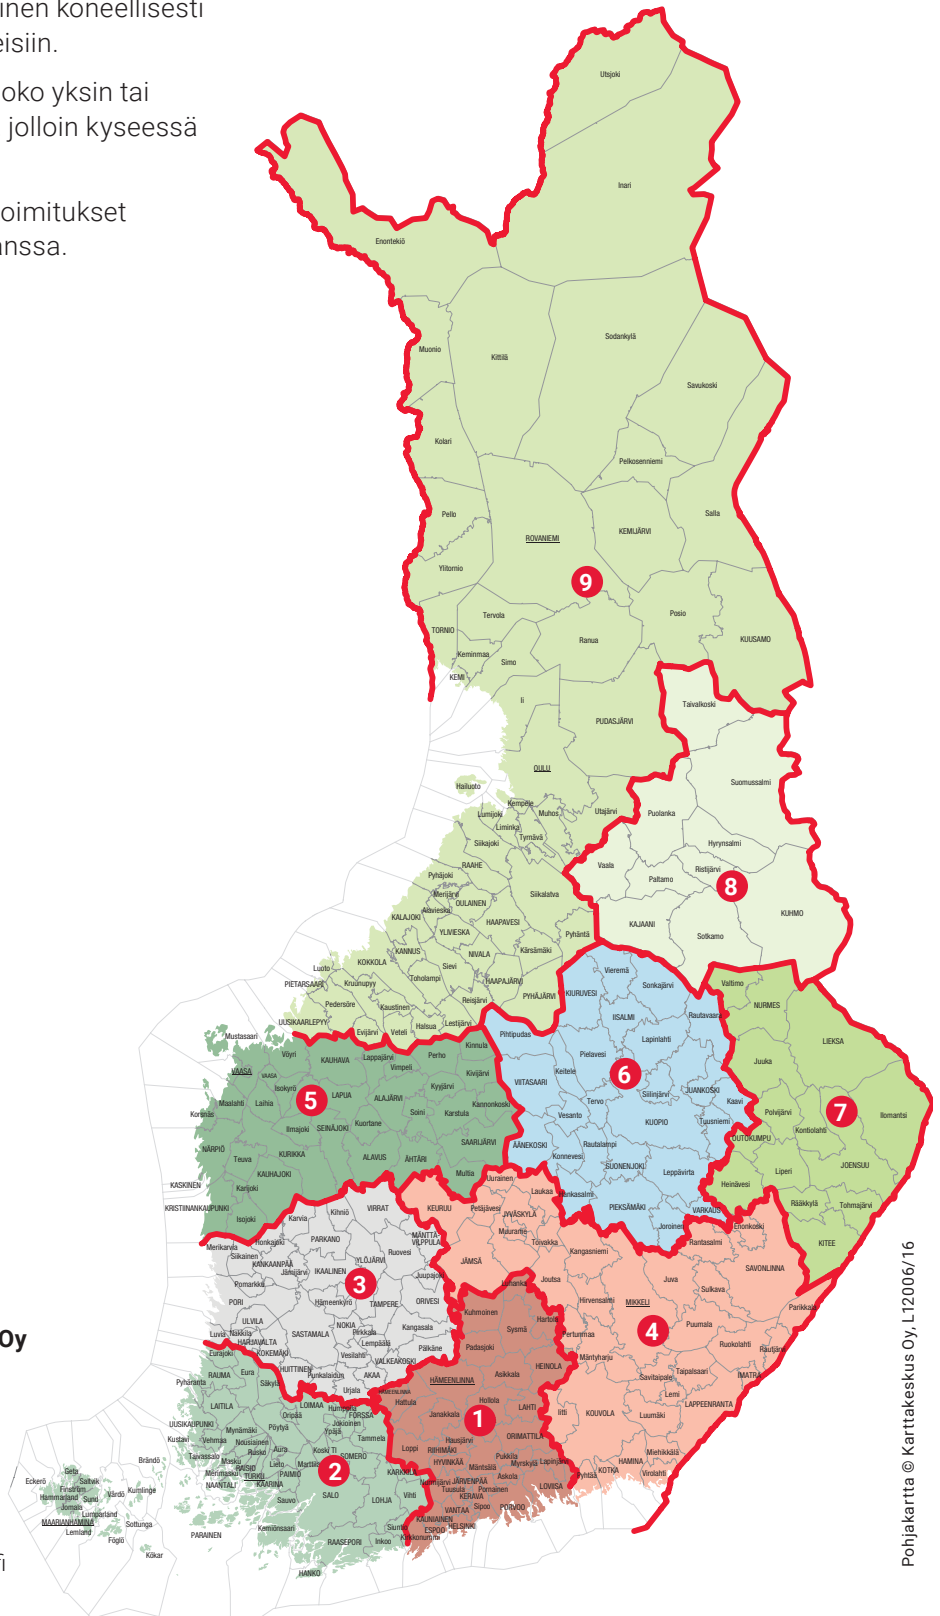 inen koneellisesti
eisiin.
oko yksin tai
jolloin kyseessä
oimitukset
anssa.
Utsjoki
Inari
Enontekiö
Muonio
Kittilä
Sodankylä
Savukoski
Kolari
Pelkosenniemi
Pello
ROVANIEMI
KEMIJÄRVI
Salla
Ylitornio
9
Tervola
Posio
TORNIO
Ranua
KUUSAMO
Keminmaa
Simo
KEMI
Ii
Taivalkoski
PUDASJÄRVI
OULU
Suomussalmi
Hailuoto
Kempele
Lumijoki
Muhos
Utajärvi
Puolanka
Liminka
Tyrnävä
Siikajoki
Hyrynsalmi
RAAHE
Vaala
Ristijärvi
Pyhäjoki
Paltamo
8
Merijärvi
Siikalatva
OULAINEN
Alavieska
KALAJOKI
HAAPAVESI
KUHMO
YLIVIESKA
Pyhäntä
KAJAANI
Sotkamo
KANNUS
NIVALA
Kärsämäki
KOKKOLA
Sievi
Luoto
Toholampi
HAAPAJÄRVI
PIETARSAARI
Kruunupyy
PYHÄJÄRVI
KIURUVESI
Vieremä
Sonkajärvi
Valtimo
NURMES
Pedersöre
Kaustinen
Reisjärvi
UUSIKAARLEPYY
Evijärvi
Veteli
Halsua
Lestijärvi
IISALMI
Rautavaara
Mustasaari
Pihtipudas
Lapinlahti
LIEKSA
Vöyri
KAUHAVA
Lappajärvi
Perho
Kinnula
Pielavesi
Juuka
VAASA
VAASA
Vimpeli
Kivijärvi
Keitele
6
Isokyrö
LAPUA
ALAJÄRVI
Kyyjärvi
VIITASAARI
Siilinjärvi
JUANKOSKI
5
Korsnäs
Maalahti
Laihia
Kannonkoski
Tervo
Kaavi
7
Ilomantsi
Soini
Karstula
Vesanto
KUOPIO
Tuusniemi
Polvijärvi
Ilmajoki
SEINÄJOKI
Kuortane
Kontiolahti
NÄRPIÖ
SAARIJÄRVI
ÄÄNEKOSKI
Rautalampi
OUTOKUMPU
Teuva
KURIKKA
ALAVUS
ÄHTÄRI
Konnevesi
SUONENJOKI
JOENSUU
KAUHAJOKI
Multia
Leppävirta
Liperi
KASKINEN
Karijoki
Uurainen
Heinävesi
KRISTIINANKAUPUNKI
Isojoki
Kihniö
VIRRAT
KEURUU
Petäjävesi
Laukaa
Hankasalmi
PIEKSÄMÄKI
VARKAUS
Rääkkylä
Tohmajärvi
Karvia
JYVÄSKYLÄ
Joroinen
Enonkoski
Merikarvia
Honkajoki
PARKANO
MÄNTTÄ-
VILPPULA
Muurame
Toivakka
Rantasalmi
KITEE
Siikainen
KANKAANPÄÄ
YLÖJÄRVI
Ruovesi
Kangasniemi
Jämijärvi
IKAALINEN
JÄMSÄ
SAVONLINNA
Pomarkku
3
Juupajoki
Luhanka
Joutsa
Juva
PORI
Hämeenkyrö
TAMPERE
ORIVESI
Hirvensalmi
MIKKELI
Sulkava
Parikkala
ULVILA
NOKIA
Kuhmoinen
Hartola
Puumala
Luvia
Nakkila
SASTAMALA
Pirkkala
Kangasala
Sysmä
Pertunmaa
4
HARJAVALTA
Lempäälä
Padasjoki
Ruokolahti
Rautjärvi
Eurajoki
KOKEMÄKI
Vesilahti
Pälkäne
Mäntyharju
VALKEAKOSKI
HEINOLA
RAUMA
Eura
HUITTINEN
Punkalaidun
AKAA
HÄMEENLINNA
Asikkala
Savitaipale
Taipalsaari
IMATRA
Pyhäranta
Säkylä
Urjala
HÄMEENLINNA
Lemi
LAITILA
LOIMAA
Humppila
Hattula
Hollola
LAPPEENRANTA
Oripää
FORSSA
Janakkala
1
LAHTI
Iitti
KOUVOLA
Luumäki
UUSIKAUPUNKI
Mynämäki
Pöytyä
Jokioinen
Ypäjä
Kustavi
Vehmaa
Nousiainen
Tammela
Hausjärvi
ORIMATTILA
Taivassalo
Rusko
Aura
Koski Tl
Loppi
RIIHIMÄKI
Miehikkälä
Masku
Lieto
Marttila
SOMERO
HYVINKÄÄ
Pukkila
Lapinjärvi
HAMINA
RAISIO
Merimasku
PAIMIO
2
KARKKILA
Mäntsälä
Myrskylä
Pyhtää
KOTKA
Virolahti
TURKU
Askola
NAANTALI
KAARINA
SALO
Vihti
Nurmijärvi
JÄRVENPÄÄ
Pornainen
LOVIISA
Sauvo
LOHJA
Tuusula
KERAVA
PORVOO
Sipoo
VANTAA
PARAINEN
Kemiönsaari
Siuntio
KAUNIAINEN
ESPOO
HELSINKI
Kirkkonummi
RAASEPORI
Inkoo
HANKO
Brändö
Geta
Eckerö
Saltvik
Finström
Hammarland
Sund
Vårdö
Kumlinge
Jomala
Lumparland
MAARIANHAMINA
Sottunga
Lemland
Föglö
Kökar
Oy
fi
Pohjakartta © Karttakeskus Oy, L12006/16